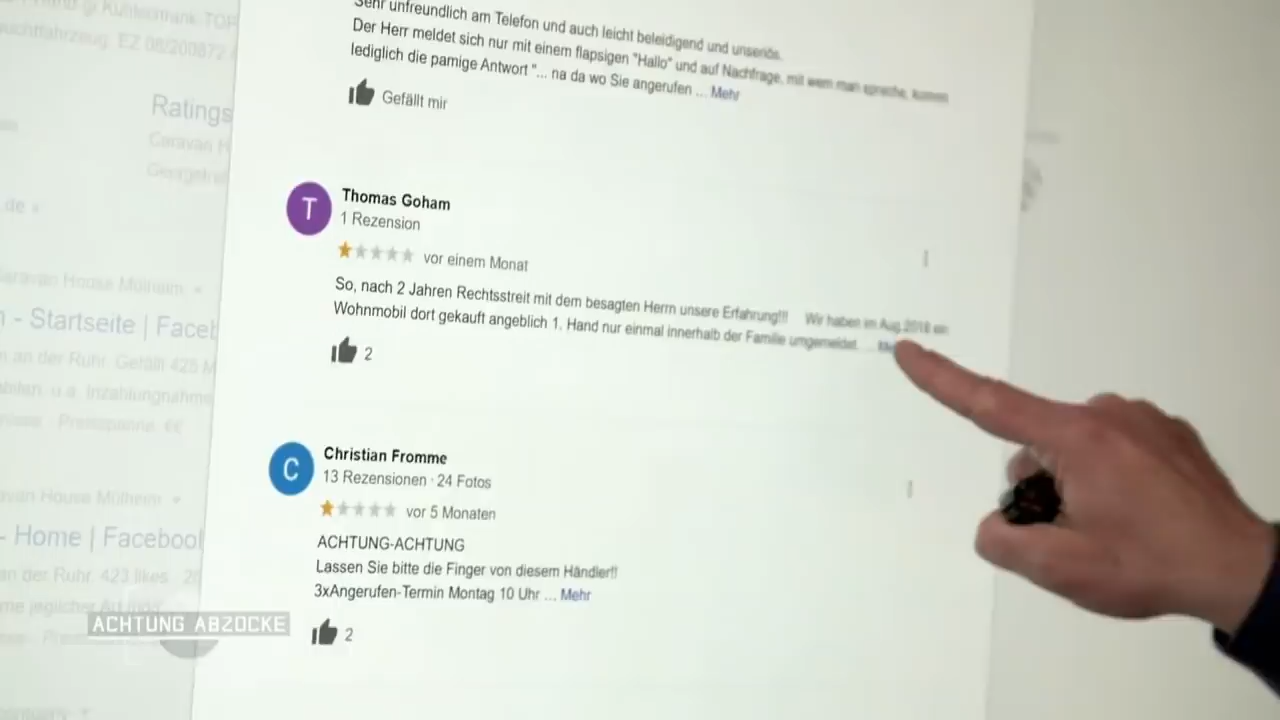 Ratings
Sehr unfreundlich am Telefon und auch leicht beleidigend und unseriös.
Der Herr meldet sich nur mit einem flapsigen "Hallo" und auf Nachfrage, mit wem man spreche, kommt
lediglich die pamige Antwort "... na da wo Sie angerufen ... Mehr
Gefällt mir
T
Thomas Goham
1 Rezension
vor einem Monat
So, nach 2 Jahren Rechtsstreit mit dem besagten Herrn unsere Erfahrung!!! Wir haben im Aug.2018 ein
Wohnmobil dort gekauft angeblich 1. Hand nur einmal innerhalb der Familie umgemeldet. ...
2
C
Christian Fromme
13 Rezensionen · 24 Fotos
vor 5 Monaten
ACHTUNG-ACHTUNG
Lassen Sie bitte die Finger von diesem Händler!!
3xAngerufen-Termin Montag 10 Uhr ... Mehr
2
Caravan House Mülheim
- Startseite | Faceb
an der Ruhr. Gefällt 425 M
u.a. Inzahlungnahme
House Mülheim
- Home | Facebook
an der Ruhr. 423 likes
ACHTUNG ABZOCKE